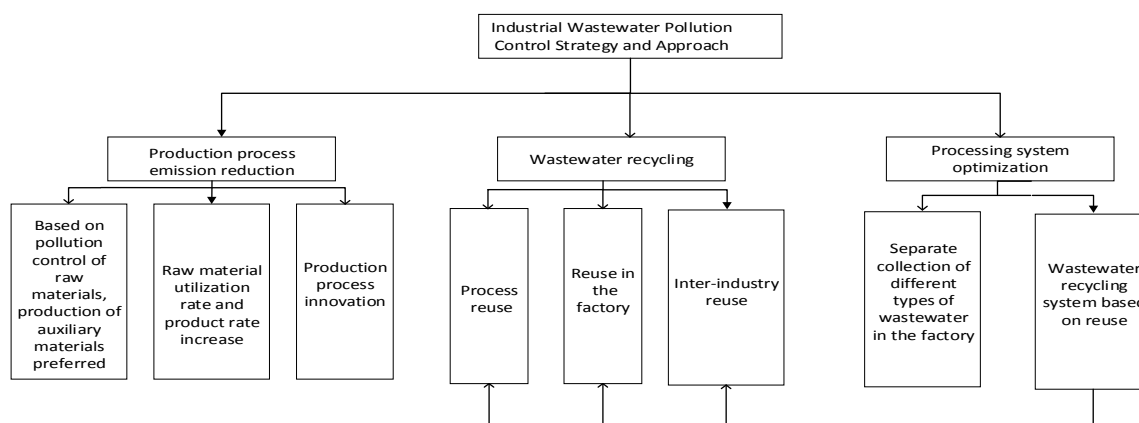 Industrial Wastewater Pollution
Control Strategy and Approach
Production process
emission reduction
Wastewater recycling
Processing system
optimization
Based on
pollution
control of
raw
materials,
production of
auxiliary
materials
preferred
Raw material
utilization
rate and
product rate
increase
Production
process
innovation
Process
reuse
Reuse in
the
factory
Inter-industry
reuse
Separate
collection of
different
types of
wastewater
in the factory
Wastewater
recycling
system based
on reuse